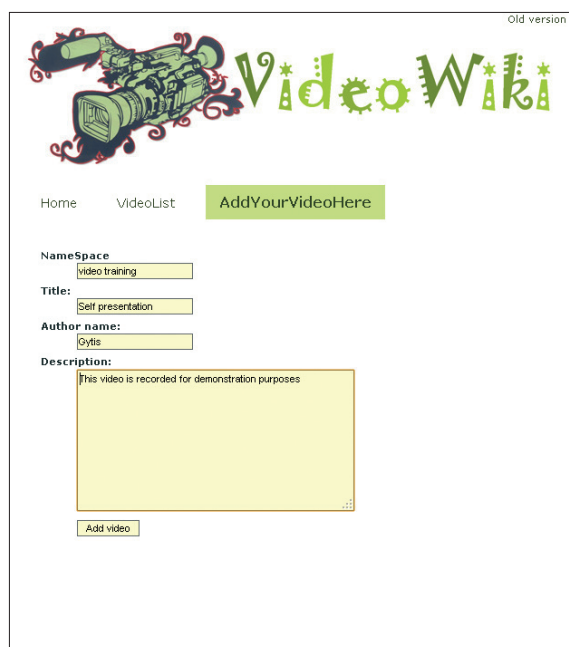 Old version
VideoWiki
Home VideoList AddYourVideoHere
NameSpace
video training
Title:
Self presentation
Author name:
Gytis
Description:
This video is recorded for demonstration purposes
Add video